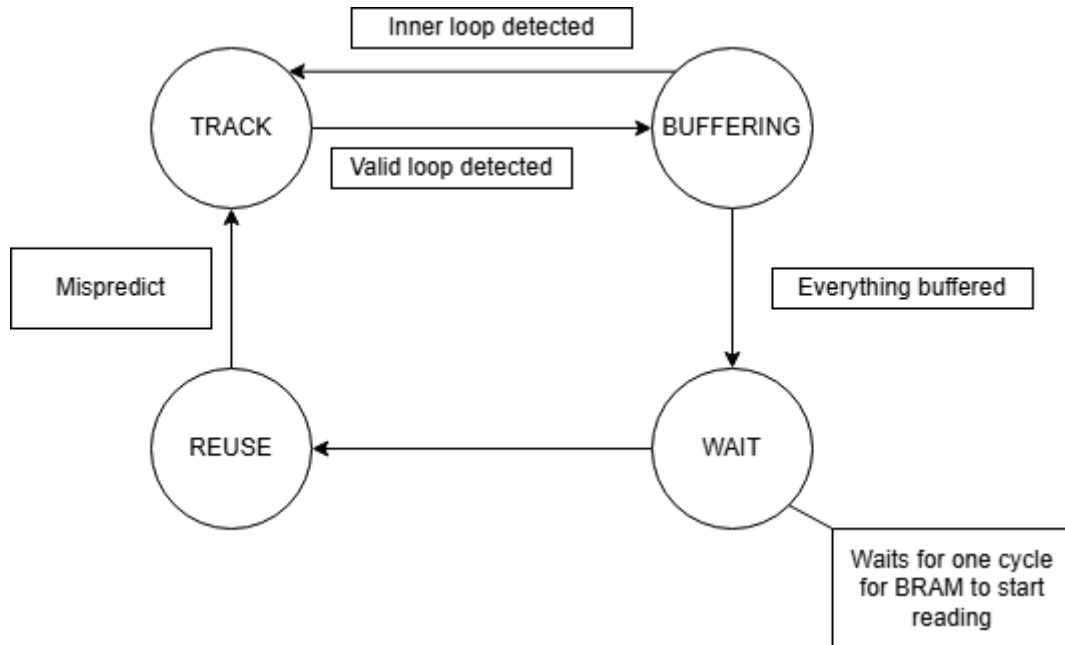 Inner loop detected
TRACK
BUFFERING
Valid loop detected
Mispredict
Everything buffered
REUSE
WAIT
Waits for one cycle
for BRAM to start
reading